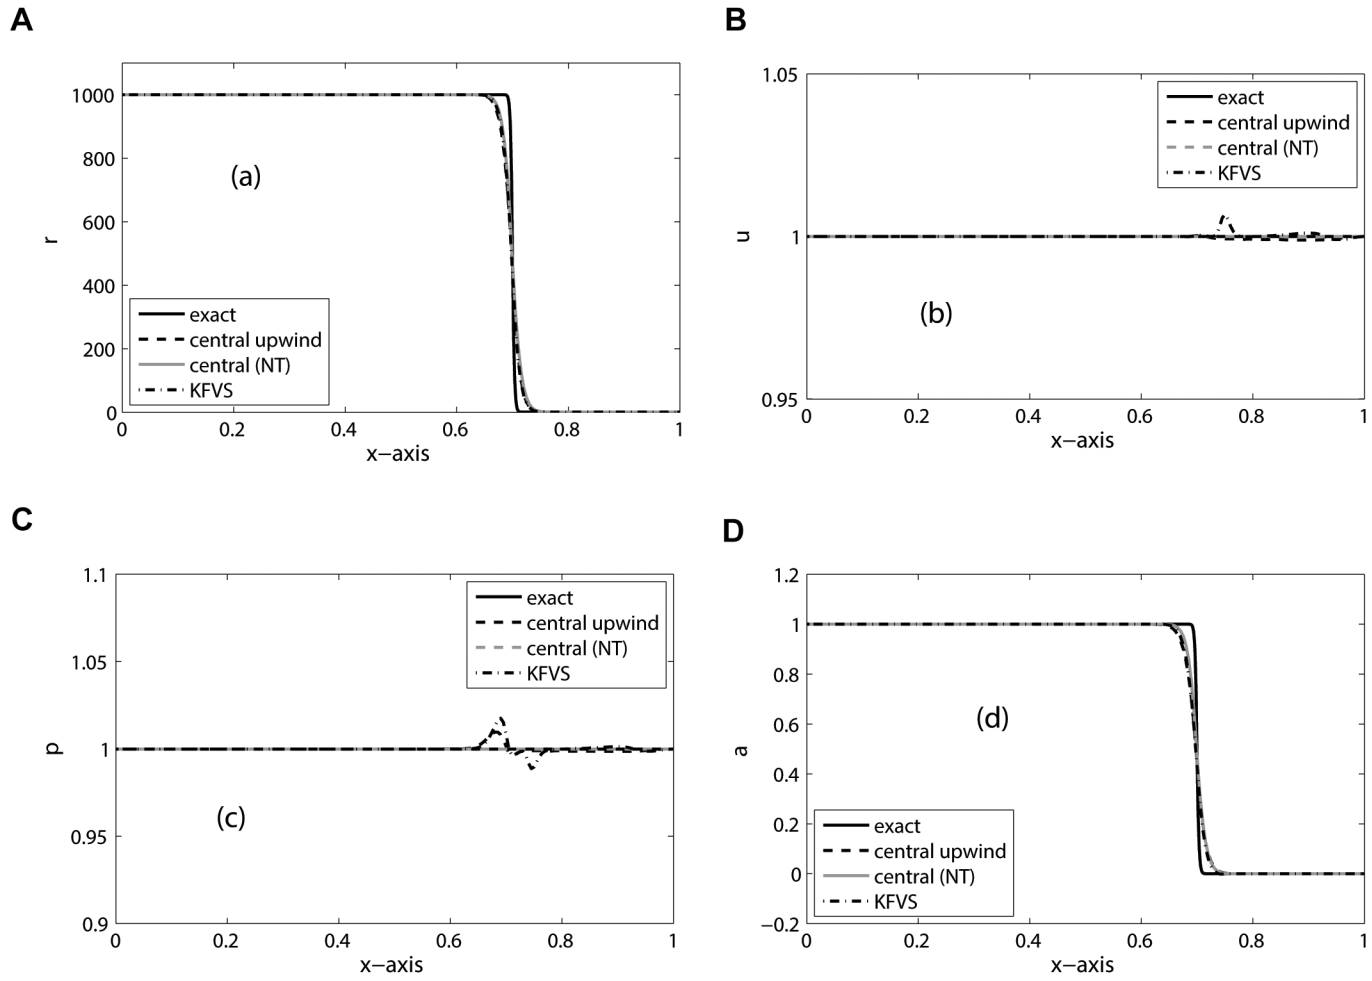 A
1000
800
600
400
200
0
r
(a)
exact
central upwind
central (NT)
KFVS
0 0.2 0.4 0.6 0.8 1
x−axis
B
1.05
1
0.95
u
exact
central upwind
central (NT)
KFVS
(b)
0 0.2 0.4 0.6 0.8 1
x−axis
C
1.1
1.05
1
0.95
0.9
p
exact
central upwind
central (NT)
KFVS
(c)
0 0.2 0.4 0.6 0.8 1
x−axis
D
1.2
1
0.8
0.6
0.4
0.2
0
−0.2
a
(d)
exact
central upwind
central (NT)
KFVS
0 0.2 0.4 0.6 0.8 1
x−axis